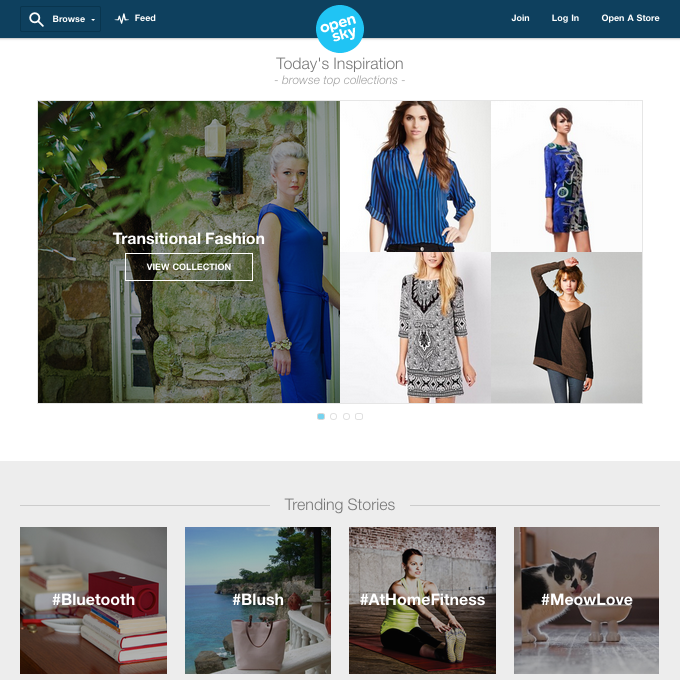 Browse
Feed
open
sky
Join
Log In
Open A Store
Today's Inspiration
- browse top collections -
Transitional Fashion
VIEW COLLECTION
Trending Stories
#Bluetooth
#Blush
#AtHomeFitness
#MeowLove